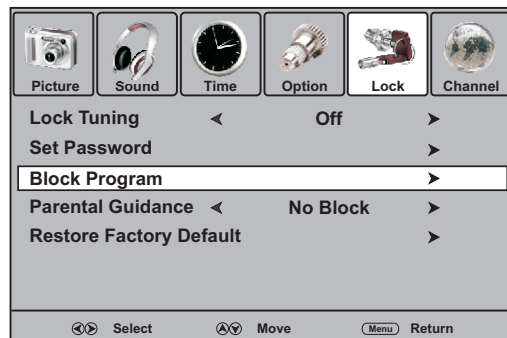 Picture Sound Time Option Lock Channel
Lock Tuning Off
Set Password
Block Program
Parental Guidance No Block
Restore Factory Default
Select Move Menu Return